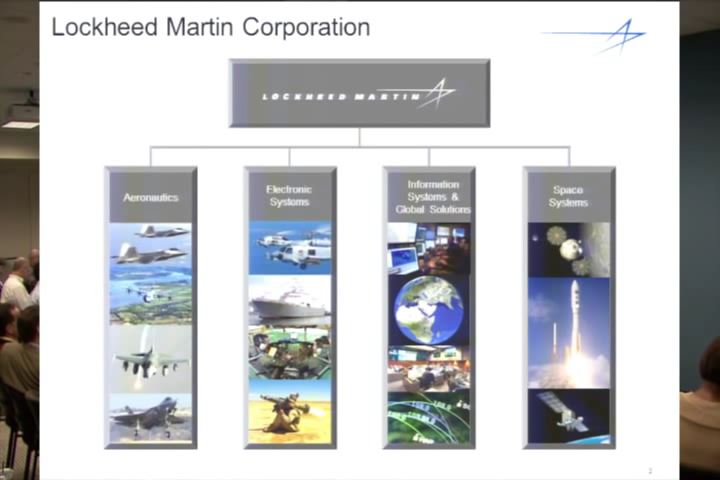 Lockheed Martin Corporation
LOCKHEED MARTIN
Aeronautics
Electronic
Systems
Information
Systems &
Global Solutions
Space
Systems
2